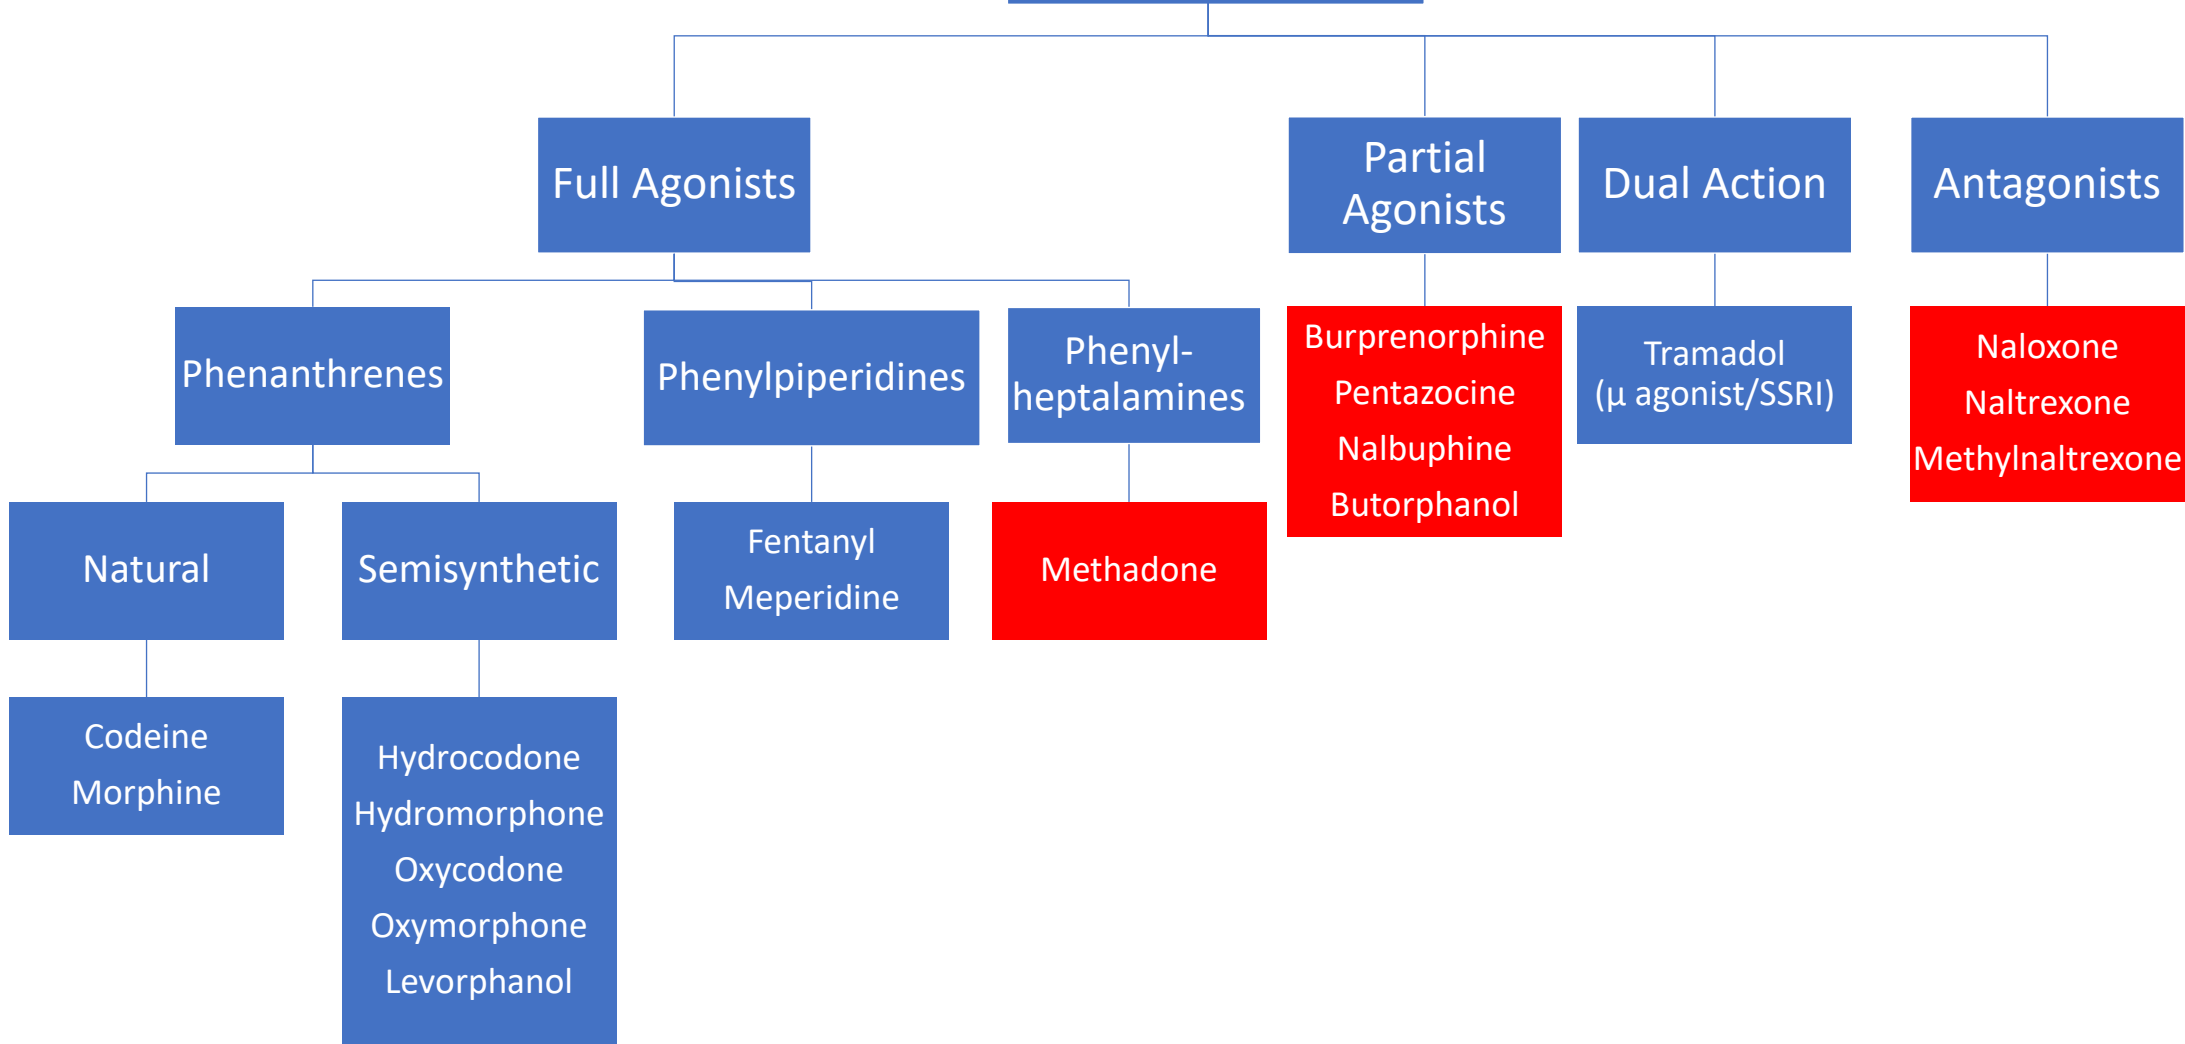 Full Agonists
Partial
Agonists
Dual Action
Antagonists
Phenanthrenes
Phenylpiperidines
Phenyl-
heptalamines
Burprenorphine
Pentazocine
Nalbuphine
Butorphanol
Tramadol
(μ agonist/SSRI)
Naloxone
Naltrexone
Methylnaltrexone
Natural
Semisynthetic
Fentanyl
Meperidine
Methadone
Codeine
Morphine
Hydrocodone
Hydromorphone
Oxycodone
Oxymorphone
Levorphanol